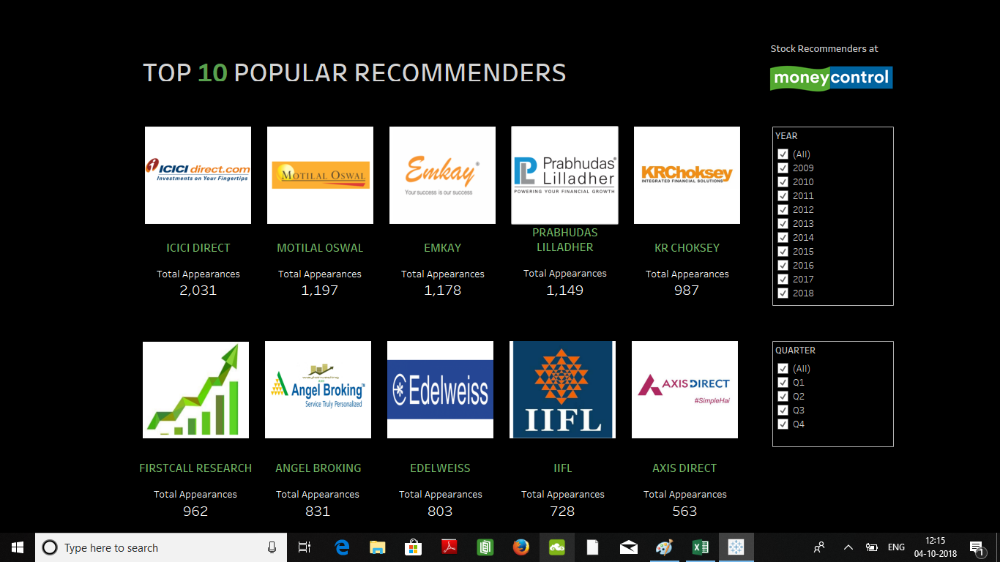 Stock Recommenders at
moneycontrol
TOP 10 POPULAR RECOMMENDERS
ICICI direct.com
Investments on Your Fingertips
MOTILAL OSWAL
Emkay®
Your success is our success
Prabhudas®
Lilladher
POWERING YOUR FINANCIAL GROWTH
KRChoksey
INTEGRATED FINANCIAL SOLUTIONS
ICICI DIRECT
MOTILAL OSWAL
EMKAY
PRABHUDAS
LILLADHER
KR CHOKSEY
Total Appearances
Total Appearances
Total Appearances
Total Appearances
Total Appearances
2,031
1,197
1,178
1,149
987
YEAR
(All)
2009
2010
2011
2012
2013
2014
2015
2016
2017
2018
Angel Broking™
Service Truly Personalized
Edelweiss
IIFL
AXIS DIRECT
#SimpleHai
FIRSTCALL RESEARCH
ANGEL BROKING
EDELWEISS
IIFL
AXIS DIRECT
Total Appearances
Total Appearances
Total Appearances
Total Appearances
Total Appearances
962
831
803
728
563
QUARTER
(All)
Q1
Q2
Q3
Q4
Type here to search
ENG
12:15
04-10-2018
1